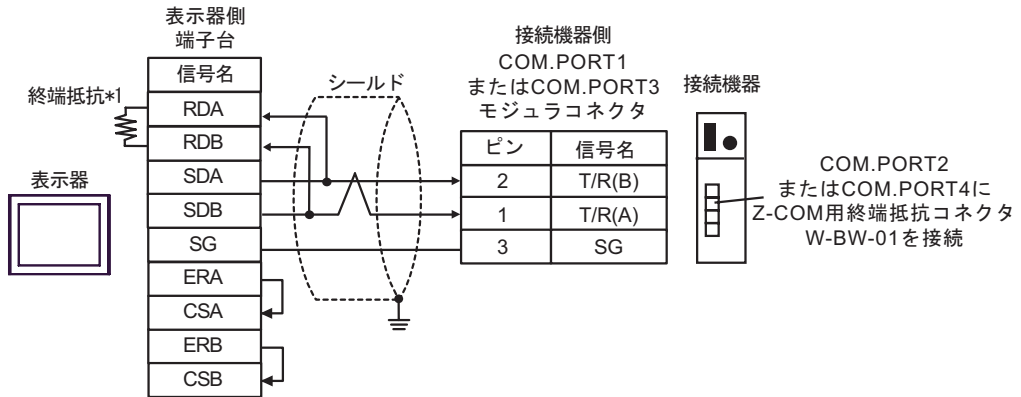 表示器側
端子台
信号名
RDA
RDB
SDA
SDB
SG
ERA
CSA
ERB
CSB
終端抵抗*1
表示器
シールド
接続機器側
COM.PORT1
またはCOM.PORT3
モジュラコネクタ
ピン 信号名
2 T/R(B)
1 T/R(A)
3 SG
接続機器
COM.PORT2
またはCOM.PORT4に
Z-COM用終端抵抗コネクタ
W-BW-01を接続